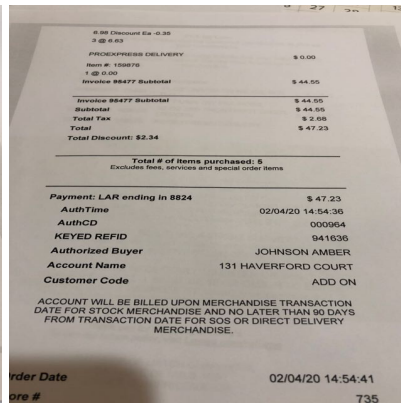 6.98 Discount Ea -0.35
3 @ 6.63
PROEXPRESS DELIVERY $ 0.00
Item #: 159876
1 @ 0.00
Invoice 95477 Subtotal $ 44.55
Invoice 95477 Subtotal $ 44.55
Subtotal $ 44.55
Total Tax $ 2.68
Total $ 47.23
Total Discount: $2.34
Total # of items purchased: 5
Excludes fees, services and special order items
Payment: LAR ending in 8824 $ 47.23
AuthTime 02/04/20 14:54:36
AuthCD 000964
KEYED REFID 941636
Authorized Buyer JOHNSON AMBER
Account Name 131 HAVERFORD COURT
Customer Code ADD ON
ACCOUNT WILL BE BILLED UPON MERCHANDISE TRANSACTION
DATE FOR STOCK MERCHANDISE AND NO LATER THAN 90 DAYS
FROM TRANSACTION DATE FOR SOS OR DIRECT DELIVERY
MERCHANDISE.
rder Date 02/04/20 14:54:41
ore # 735